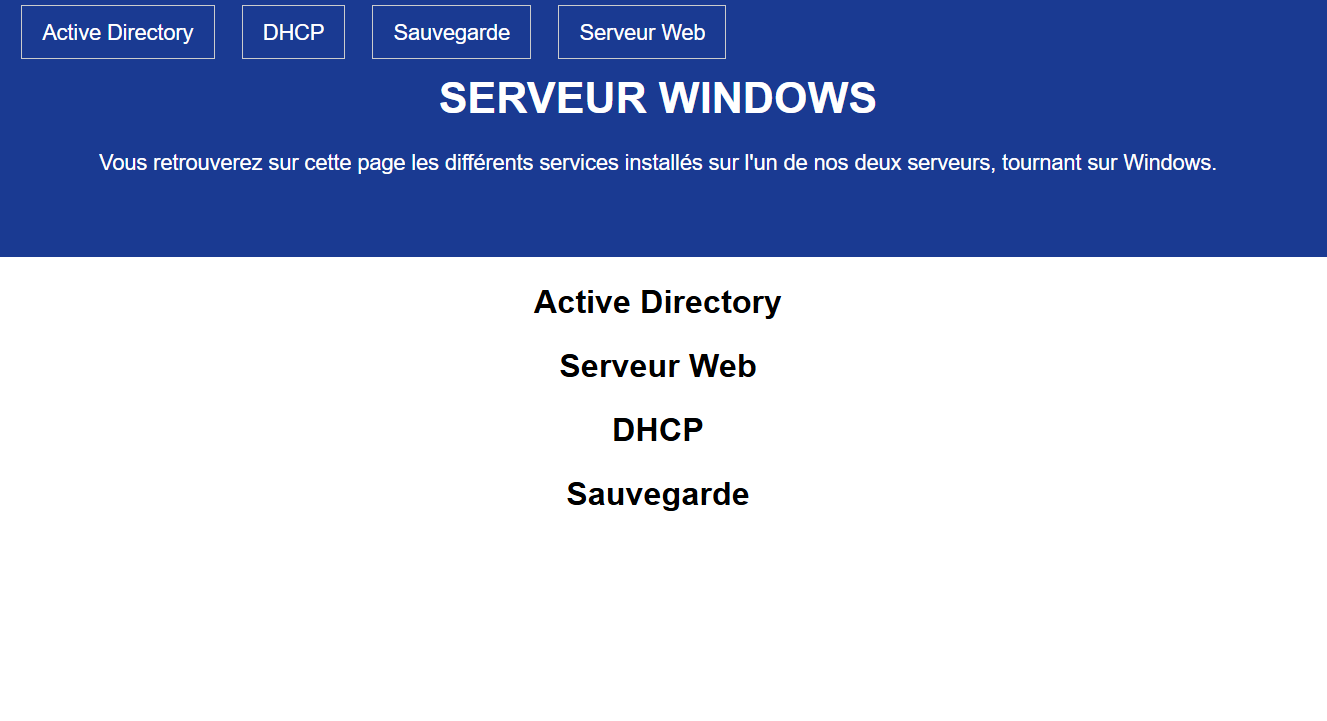 Active Directory
DHCP
Sauvegarde
Serveur Web
SERVEUR WINDOWS
Vous retrouverez sur cette page les différents services installés sur l'un de nos deux serveurs, tournant sur Windows.
Active Directory
Serveur Web
DHCP
Sauvegarde